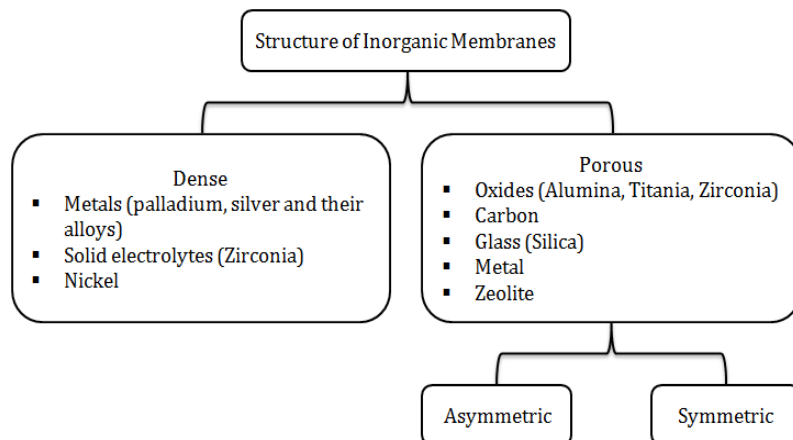 Structure of Inorganic Membranes
Dense
▪ Metals (palladium, silver and their
alloys)
▪ Solid electrolytes (Zirconia)
▪ Nickel
Porous
▪ Oxides (Alumina, Titania, Zirconia)
▪ Carbon
▪ Glass (Silica)
▪ Metal
▪ Zeolite
Asymmetric
Symmetric